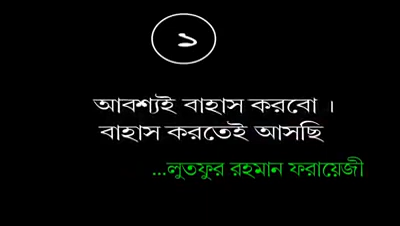 ১
আবশ্যই বাহাস করবো ।
বাহাস করতেই আসছি
...লুতফুর রহমান ফরায়েজী